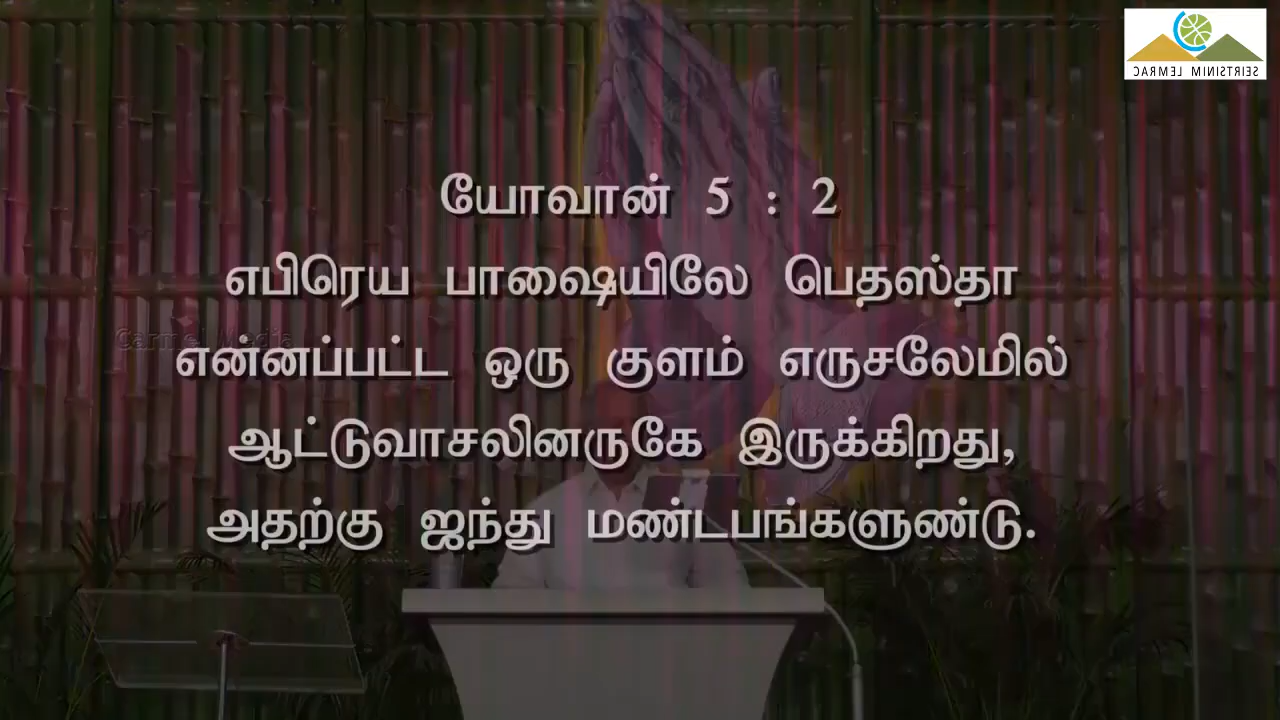 CARMEL MINISTRIES
யோவான் 5 : 2
எபிரெய பாஷையிலே பெதஸ்தா
Carmel Media
என்னப்பட்ட ஒரு குளம் எருசலேமில்
ஆட்டுவாசலினருகே இருக்கிறது,
அதற்கு ஐந்து மண்டபங்களுண்டு.